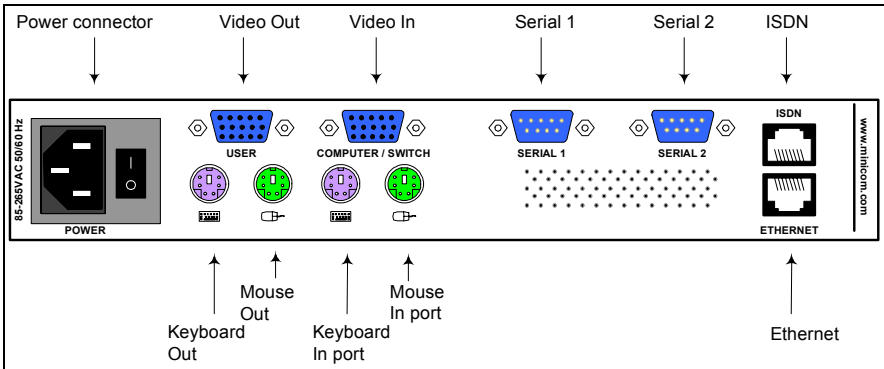 Power connector
Video Out
Video In
Serial 1
Serial 2
ISDN
85-265VAC 50/60 Hz
POWER
USER
COMPUTER / SWITCH
SERIAL 1
SERIAL 2
ISDN
ETHERNET
www.minicom.com
Keyboard
Out
Mouse
Out
Keyboard
In port
Mouse
In port
Ethernet